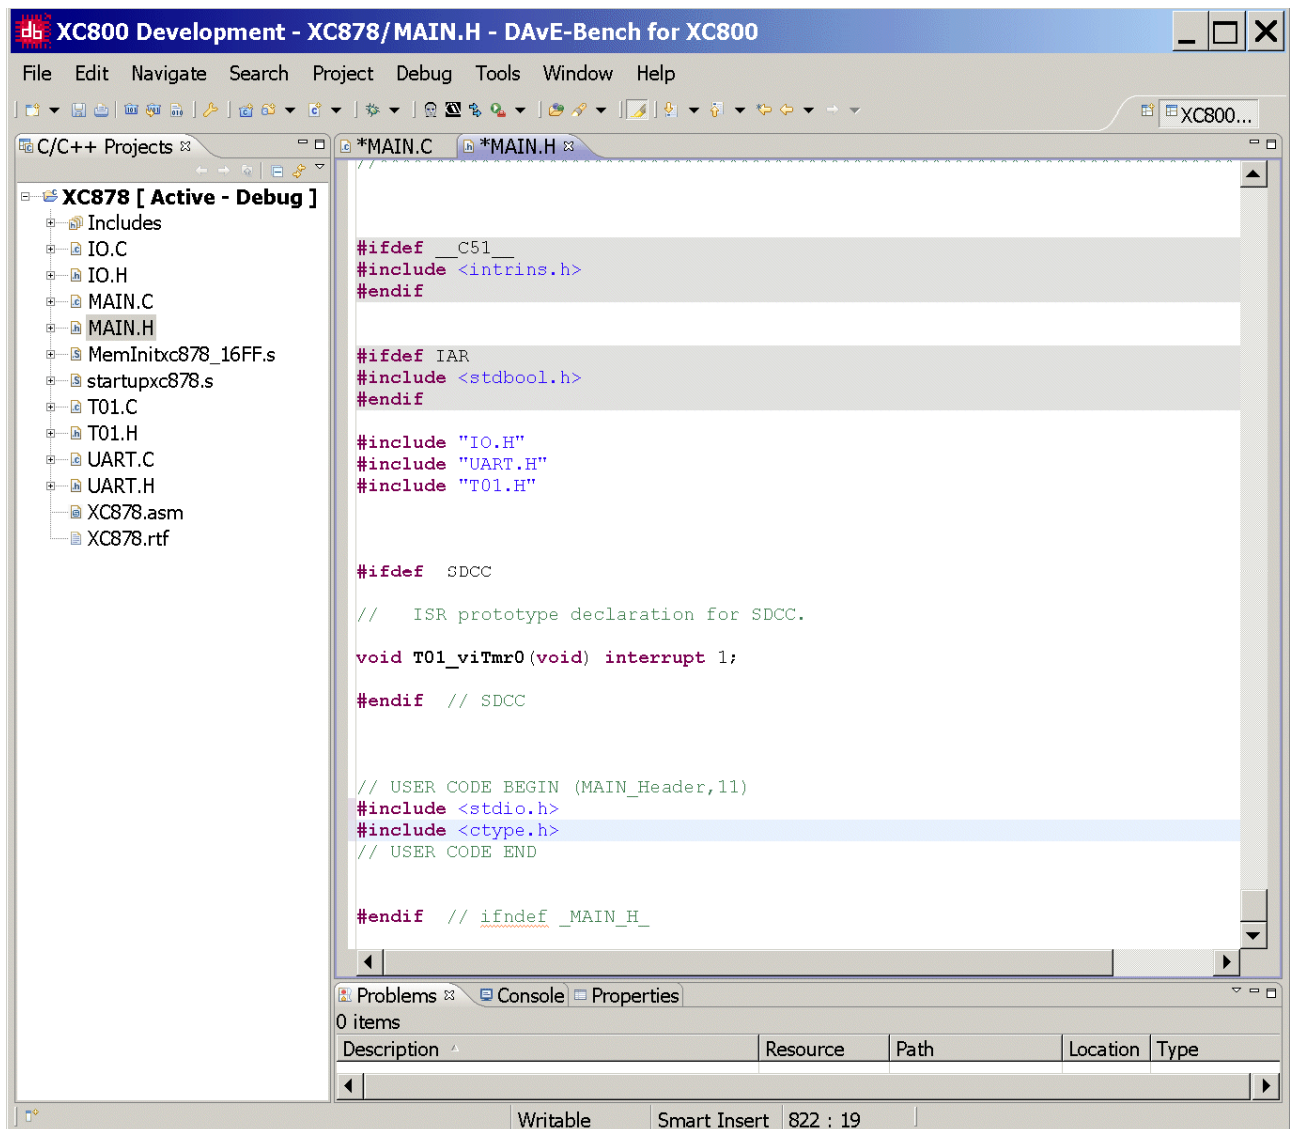 XC800 Development - XC878/MAIN.H - DAvE-Bench for XC800
File Edit Navigate Search Project Debug Tools Window Help
XC800...
C/C++ Projects
XC878 [ Active - Debug ]
Includes
IO.C
IO.H
MAIN.C
MAIN.H
MemInitxc878_16FF.s
startupxc878.s
T01.C
T01.H
UART.C
UART.H
XC878.asm
XC878.rtf
*MAIN.C *MAIN.H
#ifdef __C51__
#include <intrins.h>
#endif
#ifdef IAR
#include <stdbool.h>
#endif
#include "IO.H"
#include "UART.H"
#include "T01.H"
#ifdef SDCC
// ISR prototype declaration for SDCC.
void T01_viTmr0(void) interrupt 1;
#endif // SDCC
// USER CODE BEGIN (MAIN_Header,11)
#include <stdio.h>
#include <ctype.h>
// USER CODE END
#endif // ifndef _MAIN_H_
Problems Console Properties
0 items
Description Resource Path Location Type
Writable Smart Insert 822 : 19